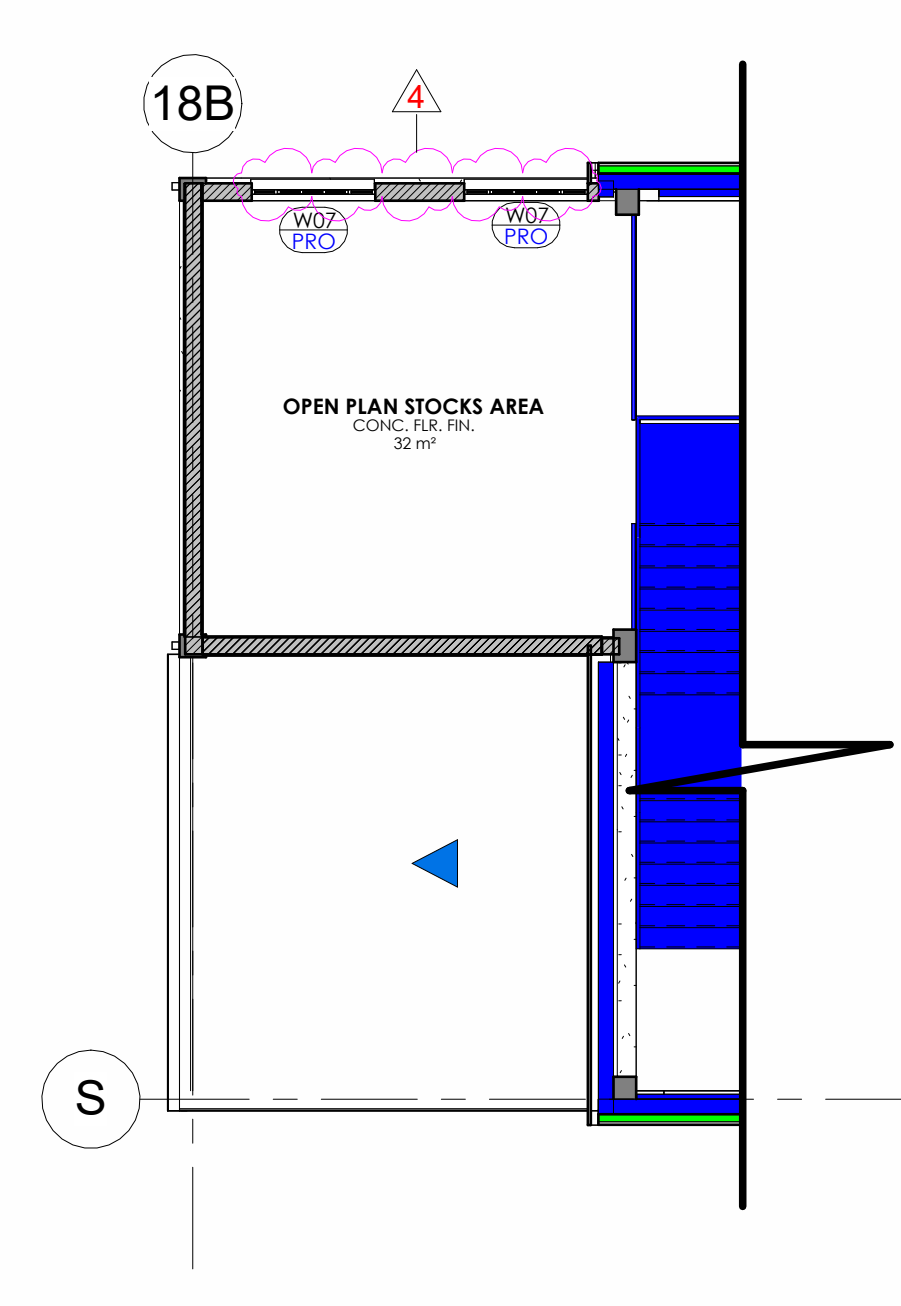 18B
4
W07
PRO
W07
PRO
OPEN PLAN STOCKS AREA
CONC. FLR. FIN.
32 m²
S